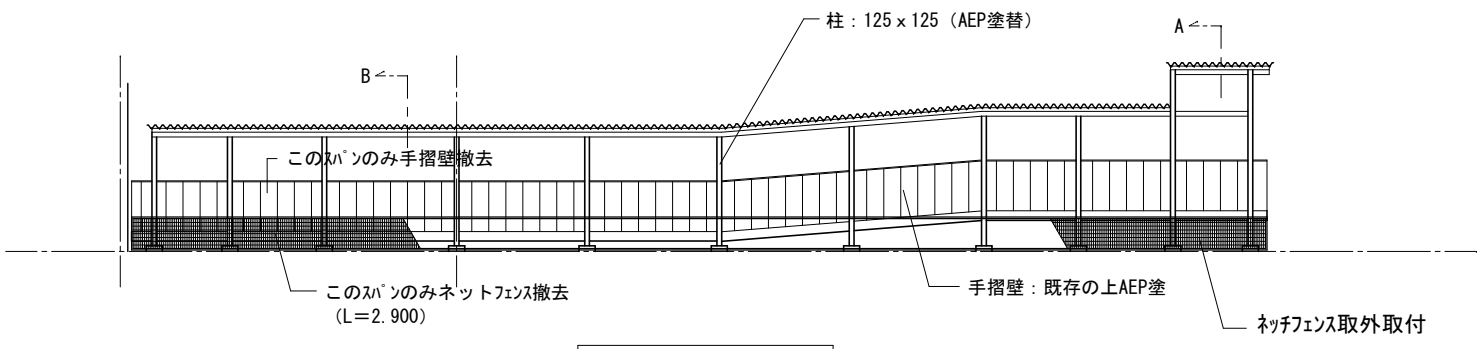 柱：125 x 125（AEP塗替）
A
B
このｽﾊﾟﾝのみ手摺壁撤去
このｽﾊﾟﾝのみネットフェンス撤去
(L＝2.900)
手摺壁：既存の上AEP塗
ネッチフェンス取外取付